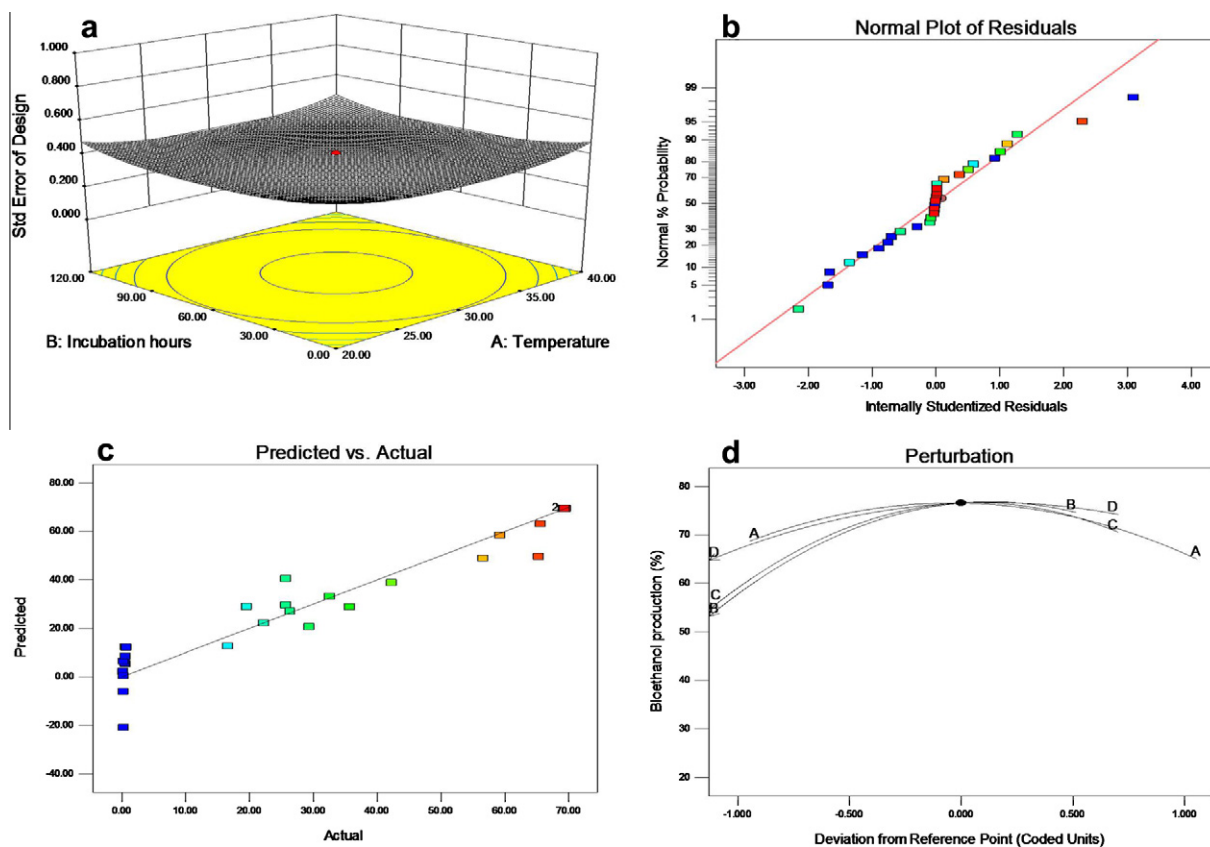 a
Std Error of Design
1.000
0.800
0.600
0.400
0.200
0.000
120.00
90.00
60.00
30.00
0.00
20.00
25.00
30.00
35.00
40.00
B: Incubation hours
A: Temperature
b
Normal Plot of Residuals
Normal % Probability
99
95
90
80
70
50
30
20
10
5
1
-3.00 -2.00 -1.00 0.00 1.00 2.00 3.00 4.00
Internally Studentized Residuals
c
Predicted vs. Actual
Predicted
80.00
60.00
40.00
20.00
0.00
-20.00
-40.00
2
0.00 10.00 20.00 30.00 40.00 50.00 60.00 70.00
Actual
d
Perturbation
Bioethanol production (%)
80
70
60
50
40
30
20
A
D
C
B
B
D
C
A
-1.000 -0.500 0.000 0.500 1.000
Deviation from Reference Point (Coded Units)